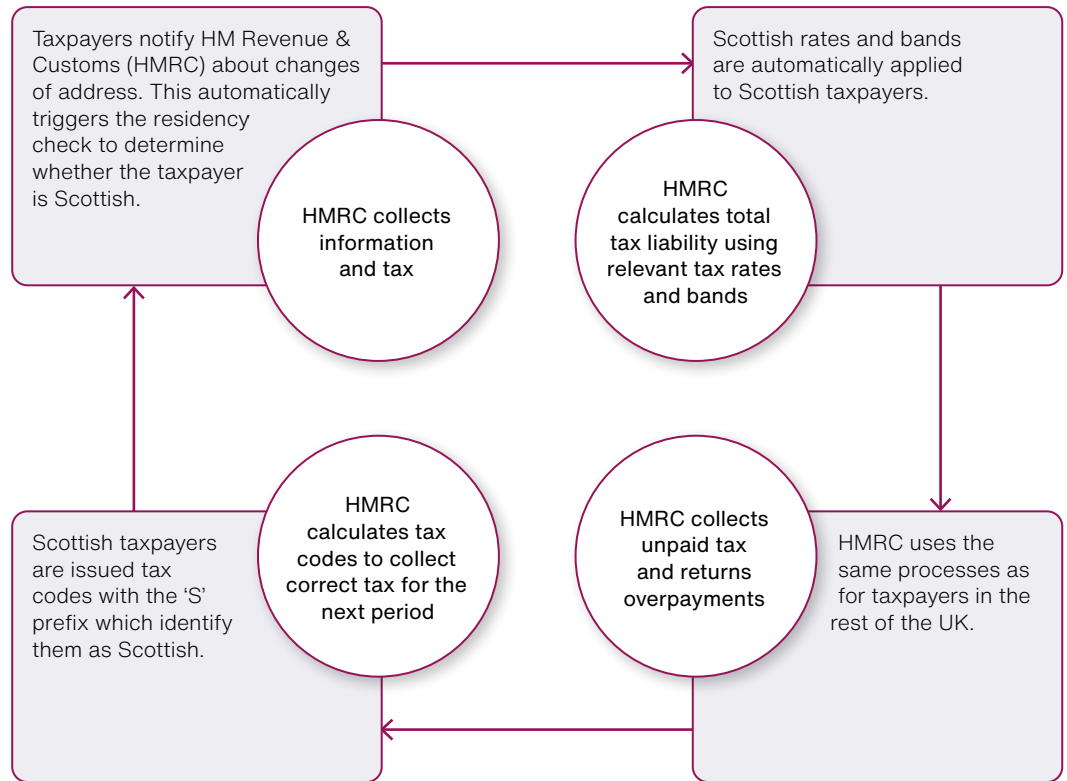 Taxpayers notify HM Revenue &
Customs (HMRC) about changes
of address. This automatically
triggers the residency
check to determine
whether the taxpayer
is Scottish.
HMRC collects
information
and tax
Scottish rates and bands
are automatically applied
to Scottish taxpayers.
HMRC
calculates total
tax liability using
relevant tax rates
and bands
HMRC uses the
same processes as
for taxpayers in the
rest of the UK.
HMRC collects
unpaid tax
and returns
overpayments
Scottish taxpayers
are issued tax
codes with the ‘S’
prefix which identify
them as Scottish.
HMRC
calculates tax
codes to collect
correct tax for the
next period